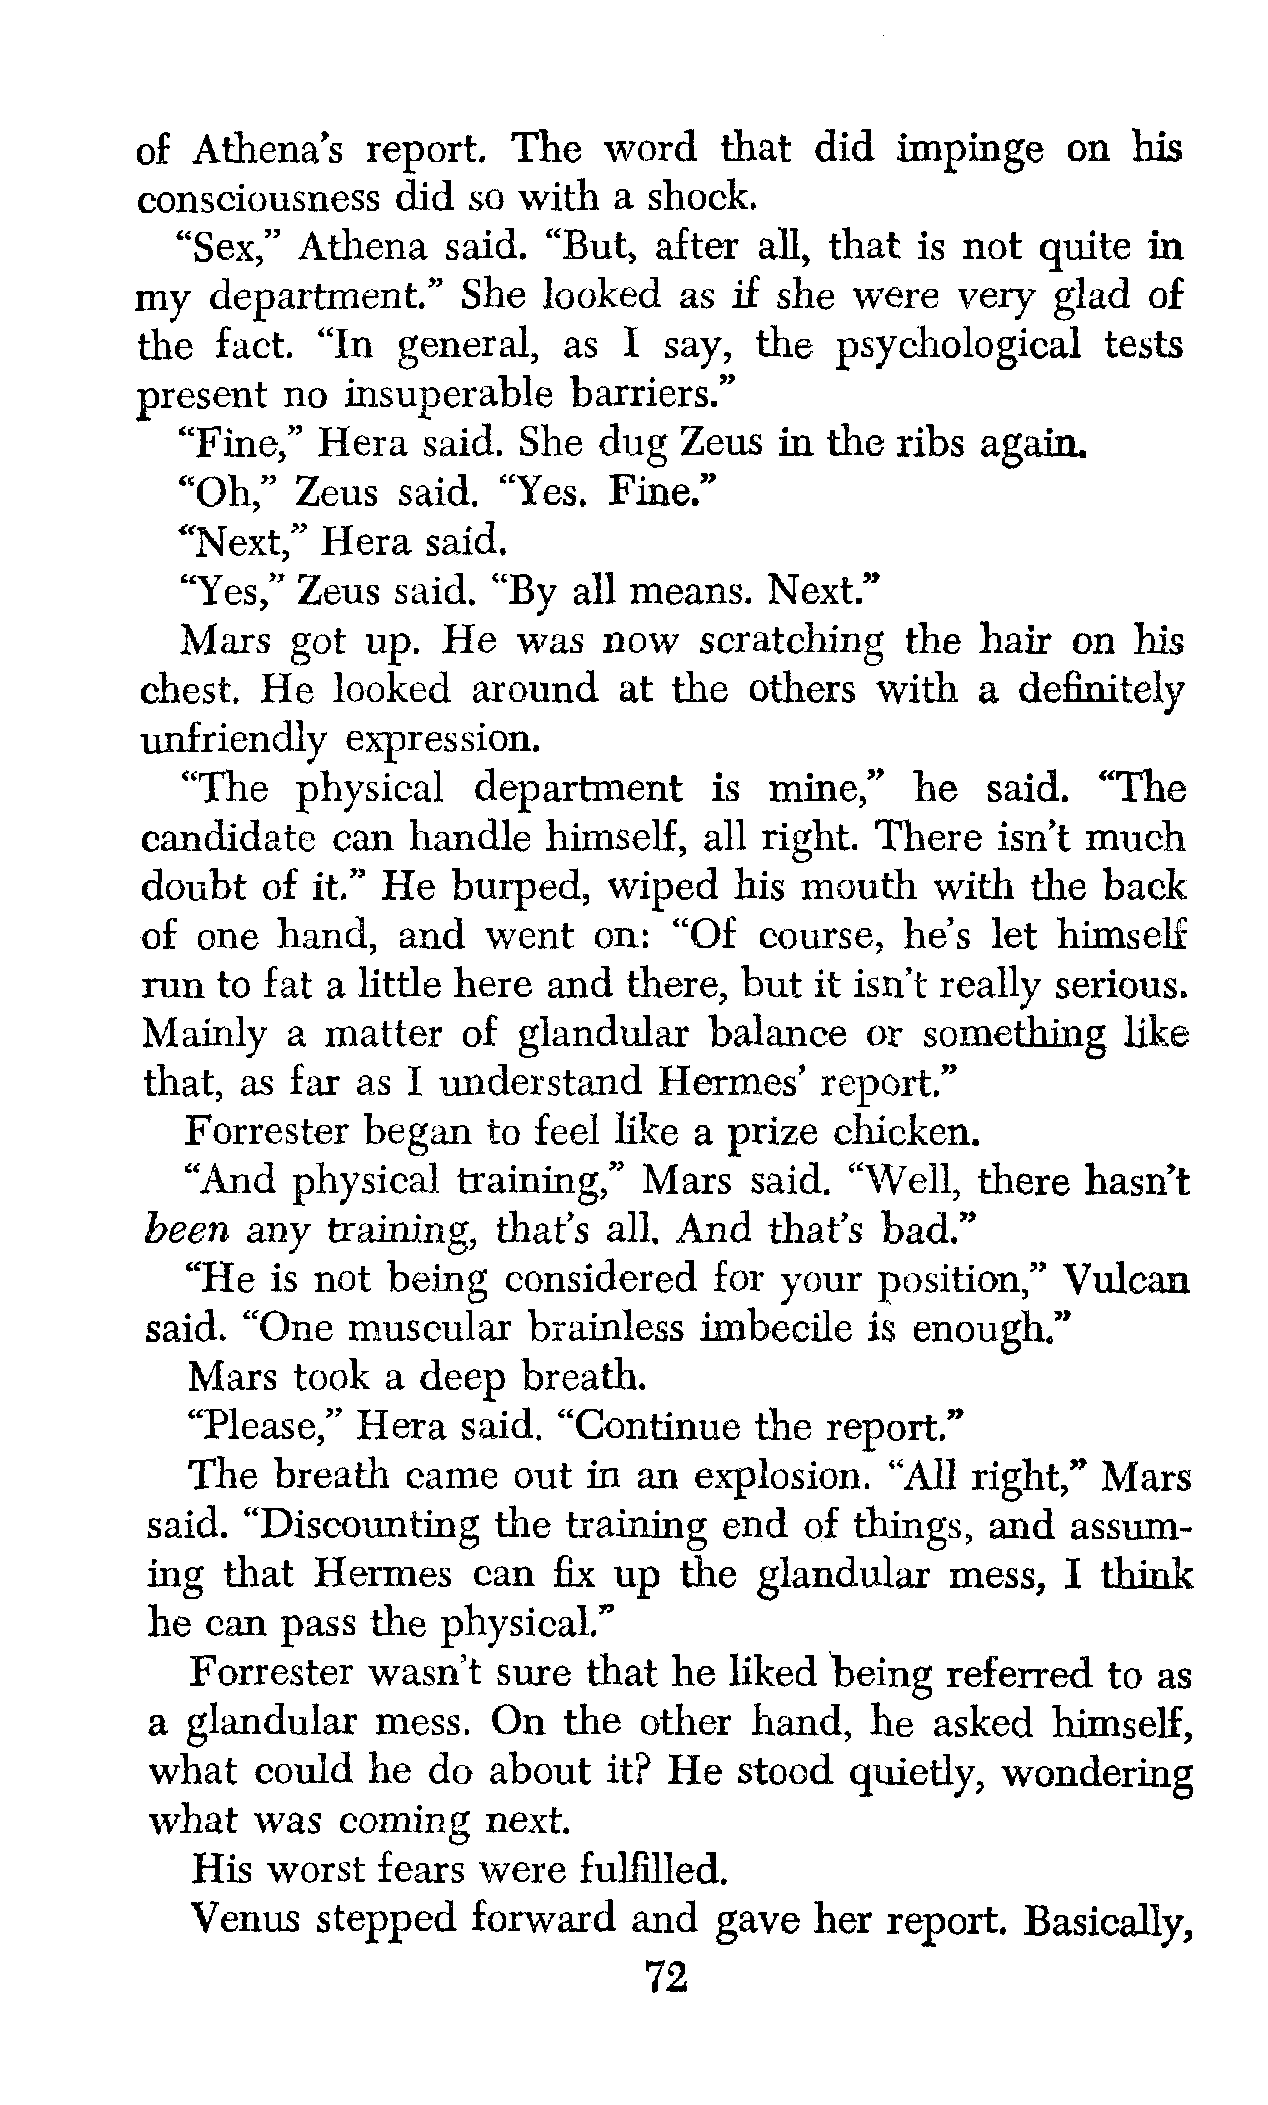 of Athena's report. The word that did impinge on his
consciousness did so with a shock.
“Sex,” Athena said. “But, after all, that is not quite in
my department.” She looked as if she were very glad of
the fact. “In general, as I say, the psychological tests
present no insuperable barriers.”
“Fine,” Hera said. She dug Zeus in the ribs again.
“Oh,” Zeus said. “Yes. Fine.”
“Next,” Hera said.
“Yes,” Zeus said. “By all means. Next.”
Mars got up. He was now scratching the hair on his
chest. He looked around at the others with a definitely
unfriendly expression.
“The physical department is mine,” he said. “The
candidate can handle himself, all right. There isn't much
doubt of it.” He burped, wiped his mouth with the back
of one hand, and went on: “Of course, he's let himself
run to fat a little here and there, but it isn't really serious.
Mainly a matter of glandular balance or something like
that, as far as I understand Hermes' report.”
Forrester began to feel like a prize chicken.
“And physical training,” Mars said. “Well, there hasn't
been any training, that's all. And that's bad.”
“He is not being considered for your position,” Vulcan
said. “One muscular brainless imbecile is enough.”
Mars took a deep breath.
“Please,” Hera said. “Continue the report.”
The breath came out in an explosion. “All right,” Mars
said. “Discounting the training end of things, and assum-
ing that Hermes can fix up the glandular mess, I think
he can pass the physical.”
Forrester wasn't sure that he liked being referred to as
a glandular mess. On the other hand, he asked himself,
what could he do about it? He stood quietly, wondering
what was coming next.
His worst fears were fulfilled.
Venus stepped forward and gave her report. Basically,
72